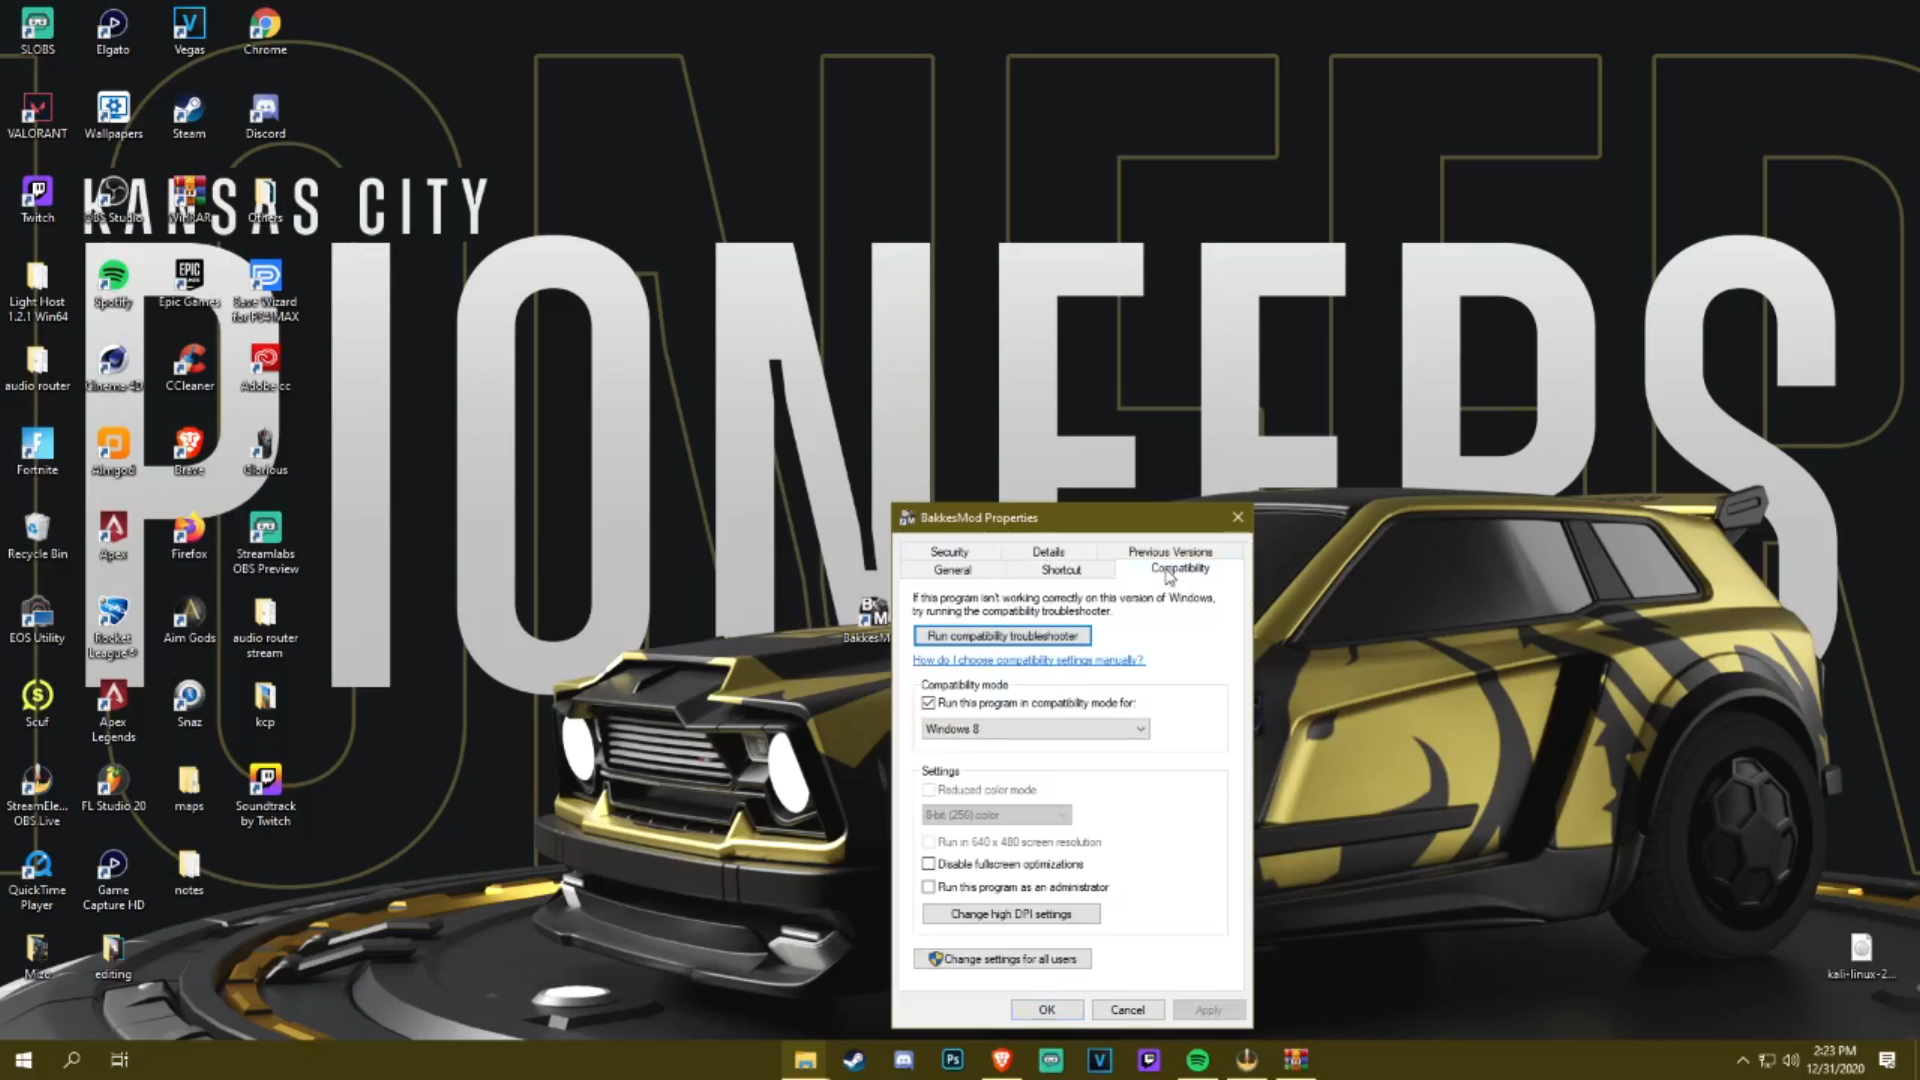 SLOBS
Elgato
Vegas
Chrome
VALORANT
Wallpapers
Steam
Discord
Twitch
OBS Studio
WinRAR
Others
KANSAS CITY
PIONEERS
Light Host
1.2.1 Win64
Spotify
EPIC
Epic Games
Save Wizard
for PS4 MAX
audio router
Cinema 4D
CCleaner
Adobe cc
Fortnite
Aimgod
Brave
Glorious
Recycle Bin
Apex
Firefox
Streamlabs
OBS Preview
EOS Utility
Rocket
League®
Aim Gods
audio router
stream
Scuf
Apex
Legends
Snaz
kcp
StreamEle...
OBS.Live
FL Studio 20
maps
Soundtrack
by Twitch
QuickTime
Player
Game
Capture HD
notes
Misc
editing
BakkesM
kali-linux-2...
BakkesMod Properties
Security
Details
Previous Versions
General
Shortcut
Compatibility
If this program isn't working correctly on this version of Windows,
try running the compatibility troubleshooter.
Run compatibility troubleshooter
How do I choose compatibility settings manually?
Compatibility mode
Run this program in compatibility mode for:
Windows 8
Settings
Reduced color mode
8-bit (256) color
Run in 640 x 480 screen resolution
Disable fullscreen optimizations
Run this program as an administrator
Change high DPI settings
Change settings for all users
OK
Cancel
Apply
Ps
V
2:23 PM
12/31/2020